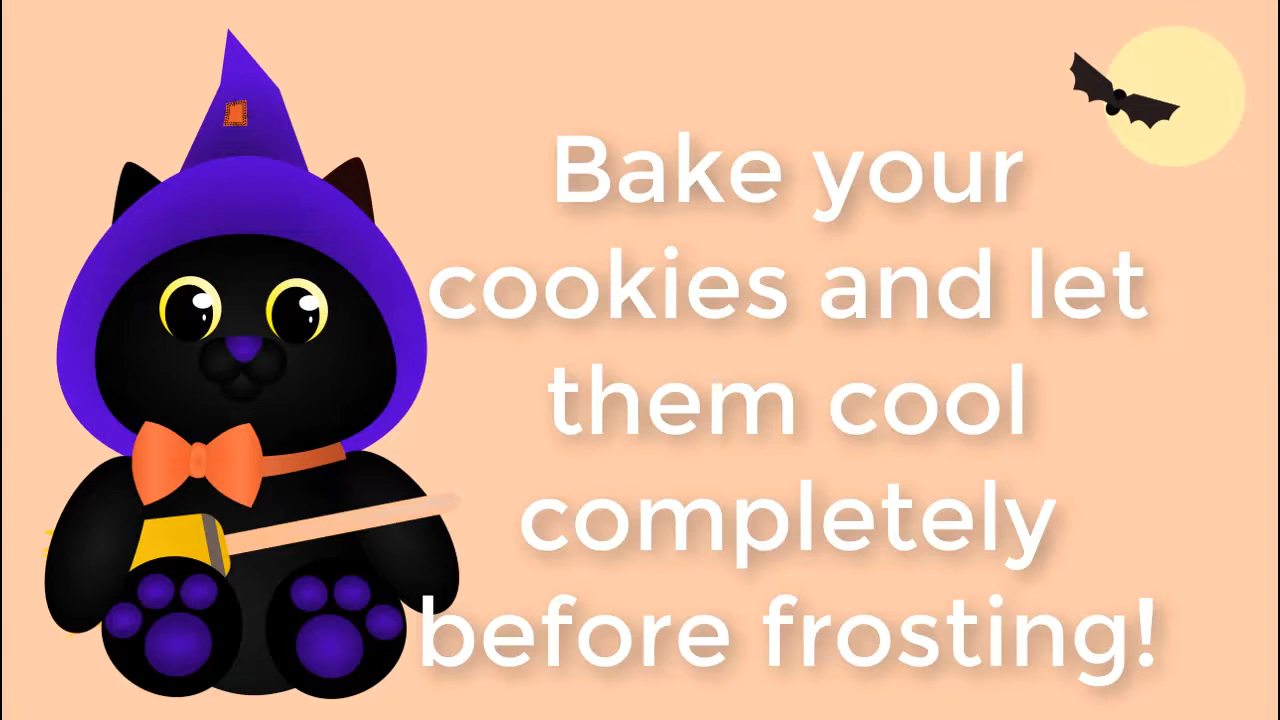 Bake your
cookies and let
them cool
completely
before frosting!